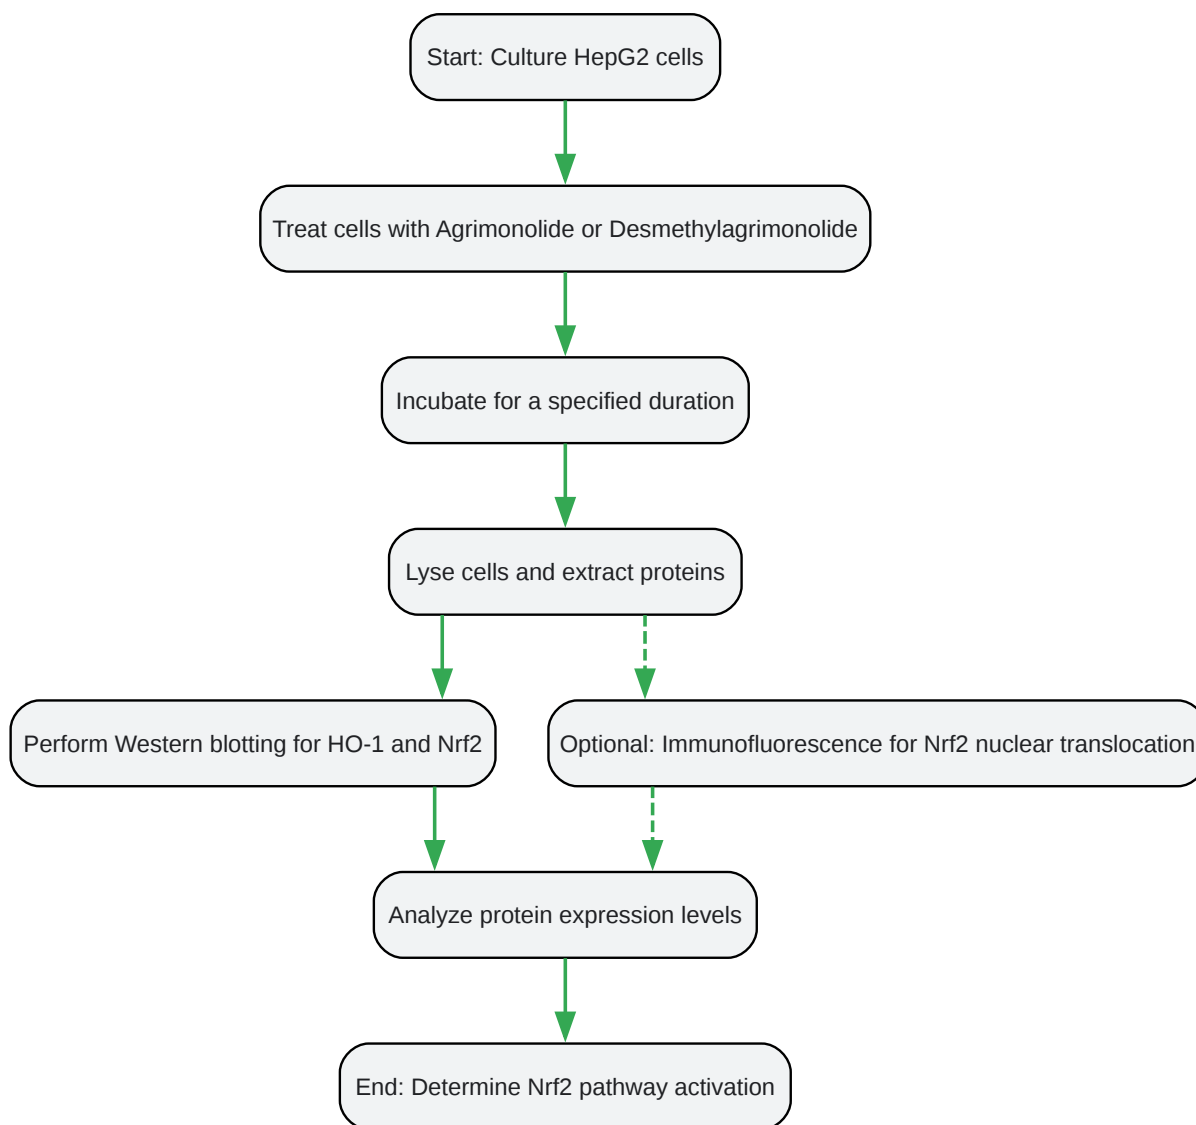 Start: Culture HepG2 cells
Treat cells with Agrimonolide or Desmethylagrimonolide
Incubate for a specified duration
Lyse cells and extract proteins
Perform Western blotting for HO-1 and Nrf2
Optional: Immunofluorescence for Nrf2 nuclear translocation
Analyze protein expression levels
End: Determine Nrf2 pathway activation